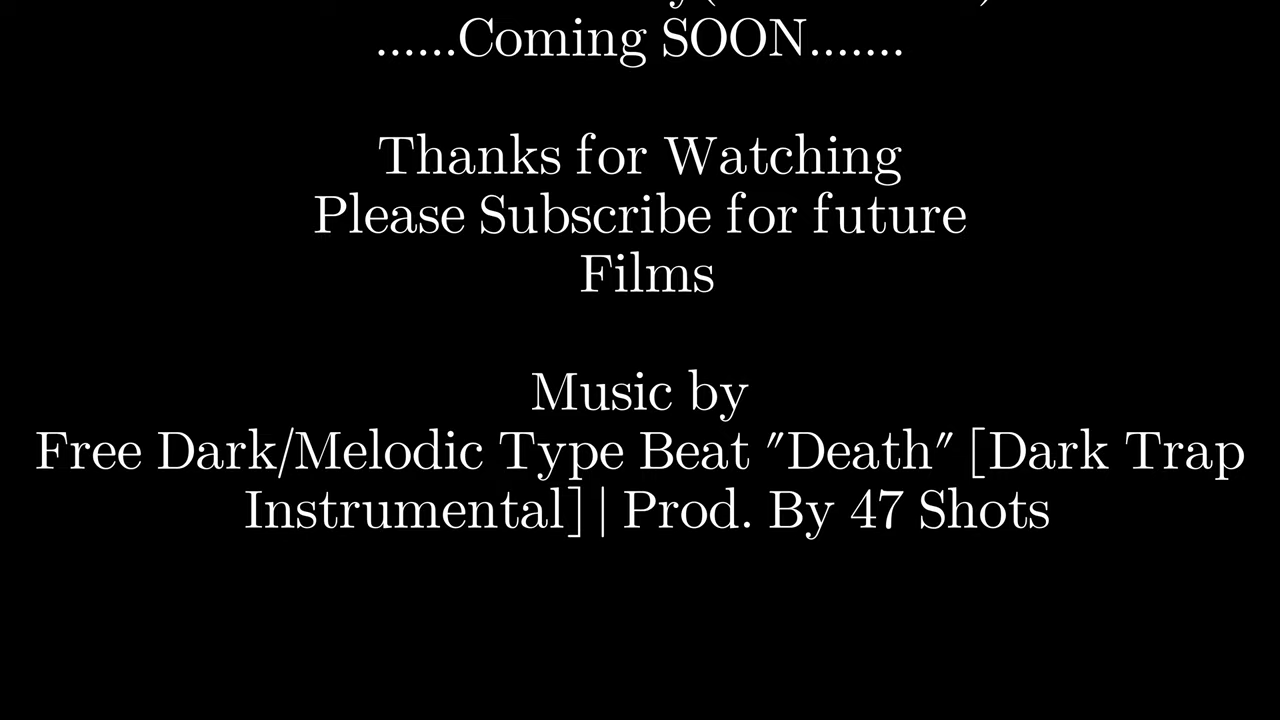 ......Coming SOON.......
Thanks for Watching
Please Subscribe for future
Films
Music by
Free Dark/Melodic Type Beat "Death" [Dark Trap
Instrumental] | Prod. By 47 Shots